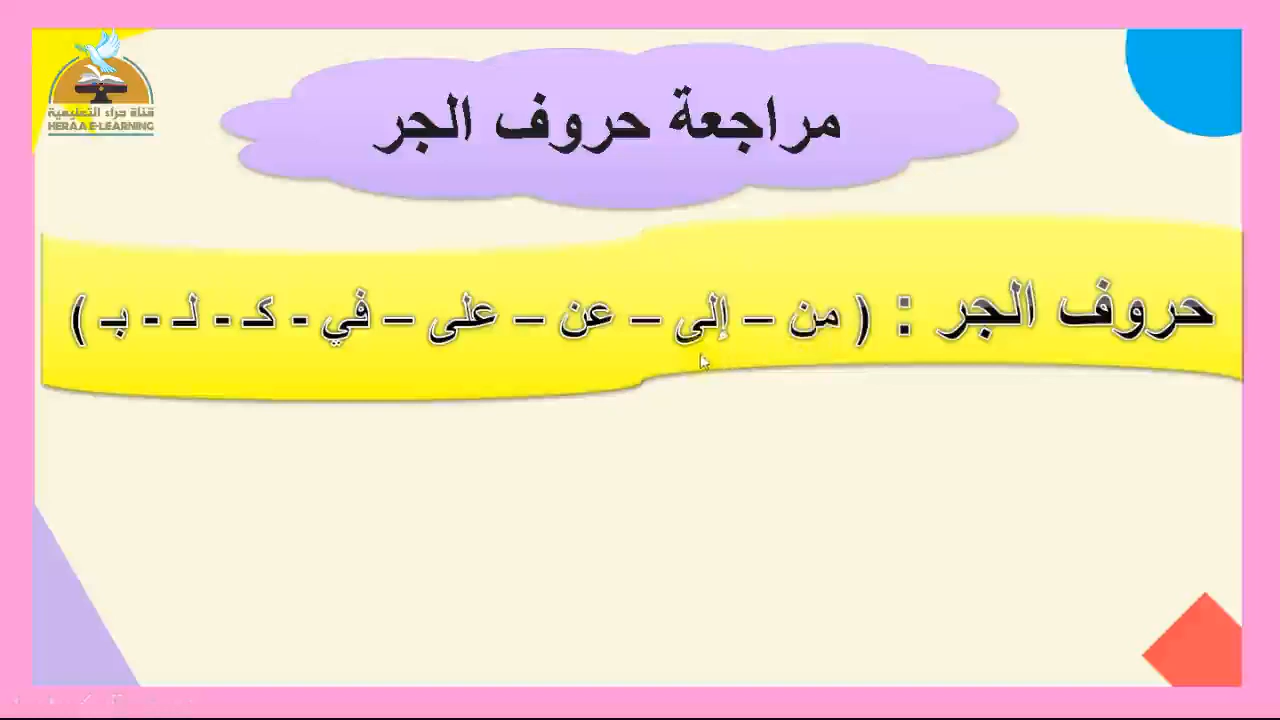 قناة حراء التعليمية
HERAA E-LEARNING
مراجعة حروف الجر
حروف الجر : ( من – إلى – عن – على – في - كـ - لـ - بـ )